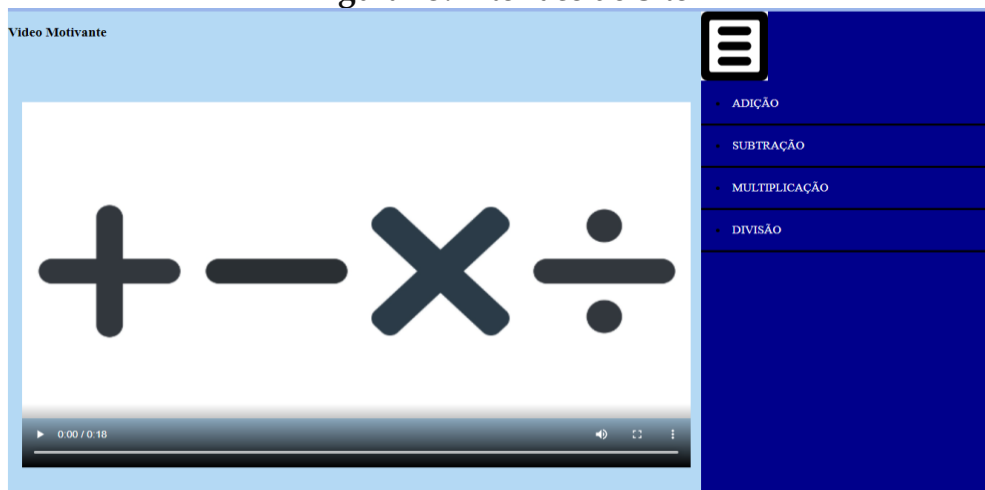 Video Motivante
ADIÇÃO
SUBTRAÇÃO
MULTIPLICAÇÃO
DIVISÃO
0:00 / 0:18